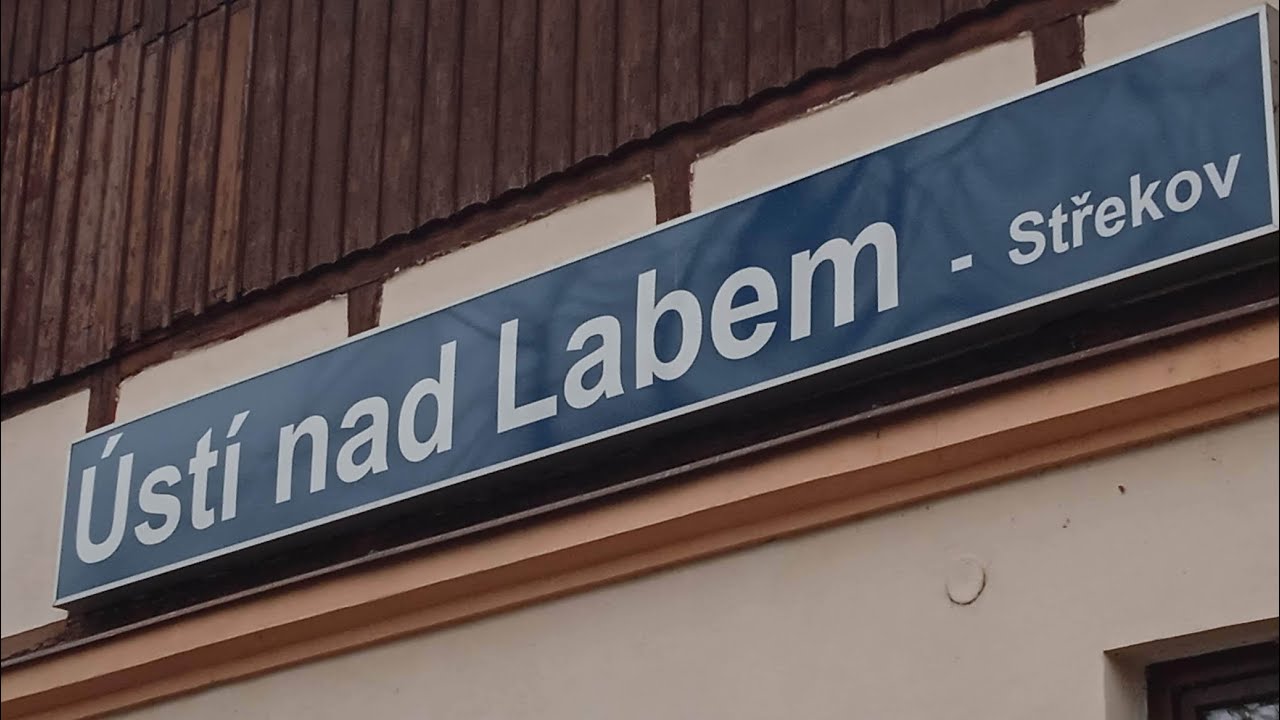 Ústí nad Labem - Střekov